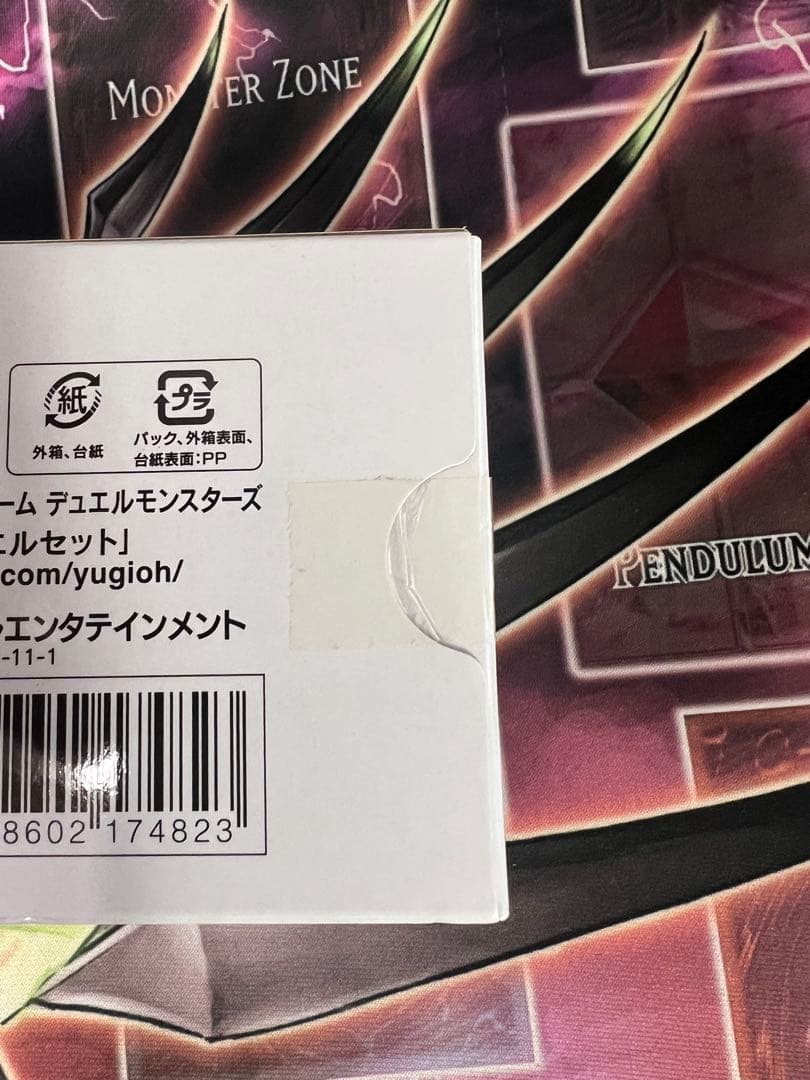 MONSTER ZONE
紙
プラ
外箱、台紙
パック、外箱表面、
台紙表面:PP
ーム デュエルモンスターズ
エルセット」
.com/yugioh/
PENDULUM
エンタテインメント
-11-1
8602 174823